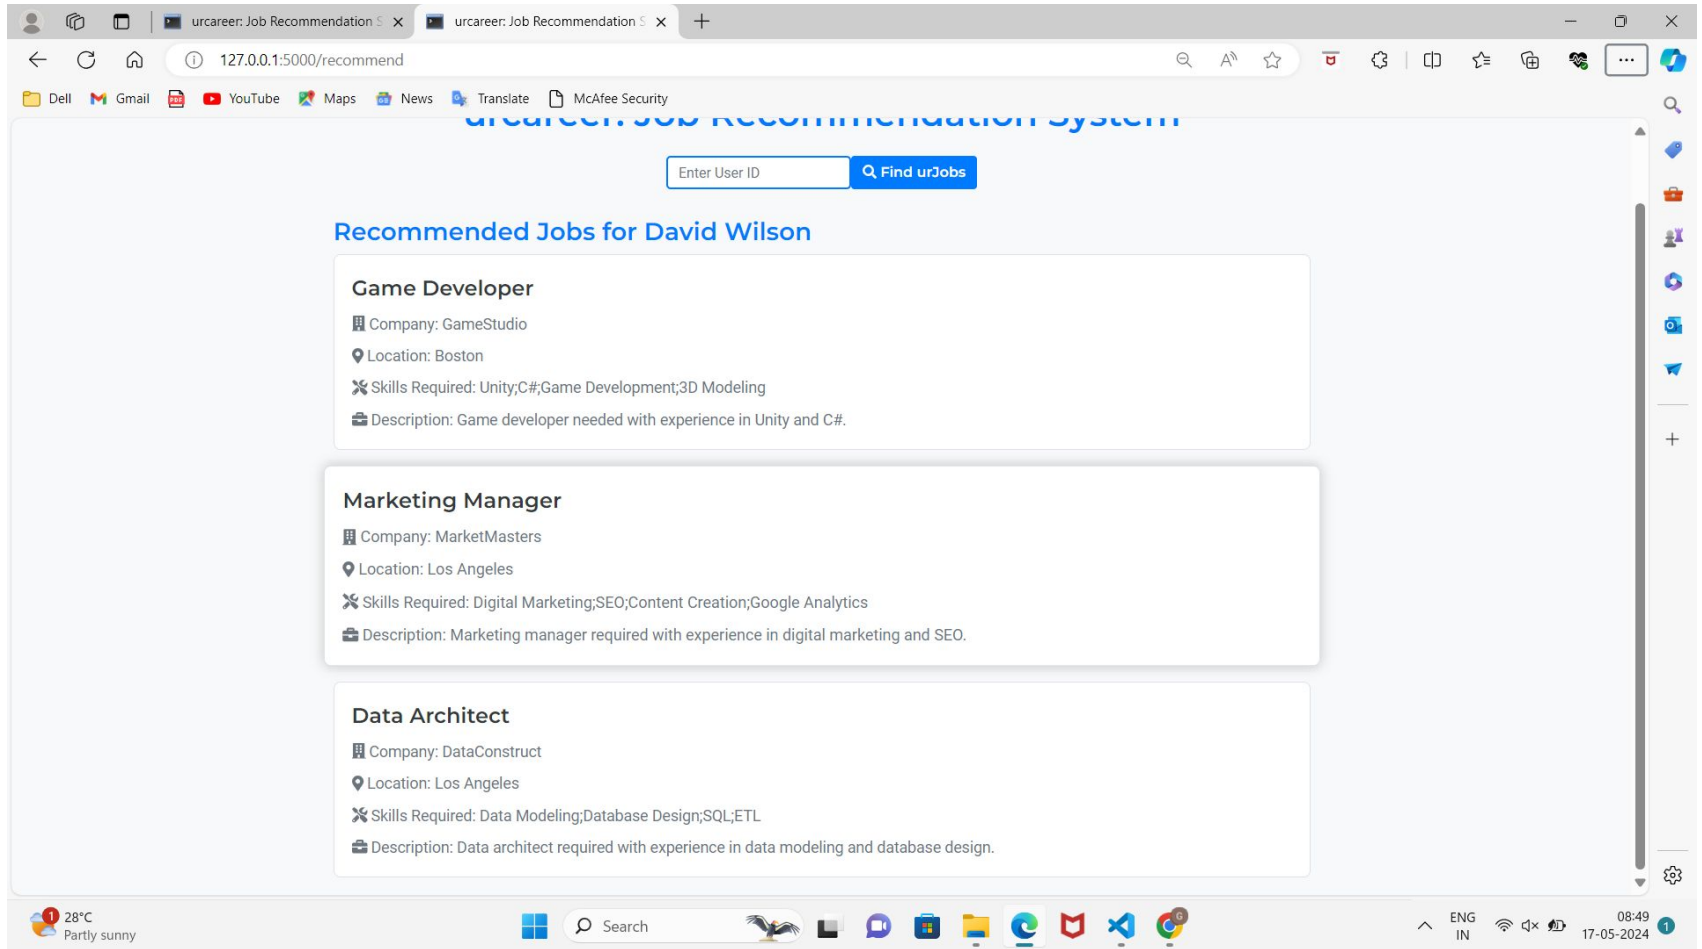 urcareer: Job Recommendation S
urcareer: Job Recommendation S
127.0.0.1:5000/recommend
Dell
Gmail
YouTube
Maps
News
Translate
McAfee Security
urcareer: Job Recommendation System
Enter User ID
Find urJobs
Recommended Jobs for David Wilson
Game Developer
Company: GameStudio
Location: Boston
Skills Required: Unity;C#;Game Development;3D Modeling
Description: Game developer needed with experience in Unity and C#.
Marketing Manager
Company: MarketMasters
Location: Los Angeles
Skills Required: Digital Marketing;SEO;Content Creation;Google Analytics
Description: Marketing manager required with experience in digital marketing and SEO.
Data Architect
Company: DataConstruct
Location: Los Angeles
Skills Required: Data Modeling;Database Design;SQL;ETL
Description: Data architect required with experience in data modeling and database design.
1
28°C
Partly sunny
Search
G
ENG
IN
08:49
17-05-2024
1